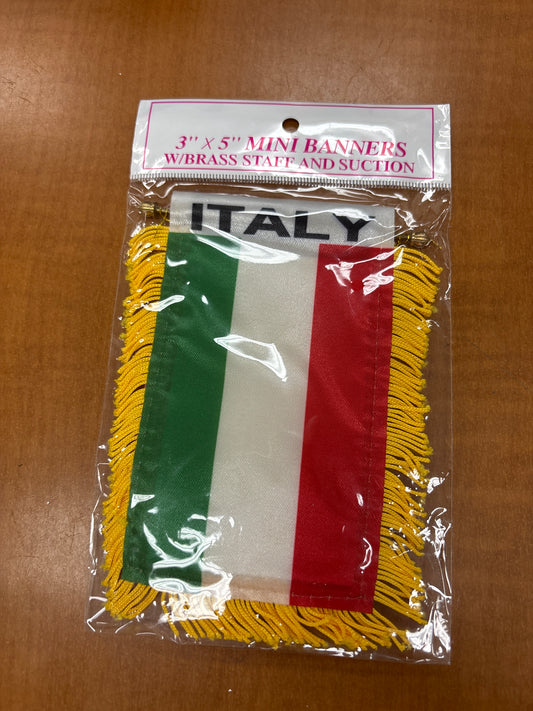 3" X 5" MINI BANNERS
W/BRASS STAFF AND SUCTION
ITALY